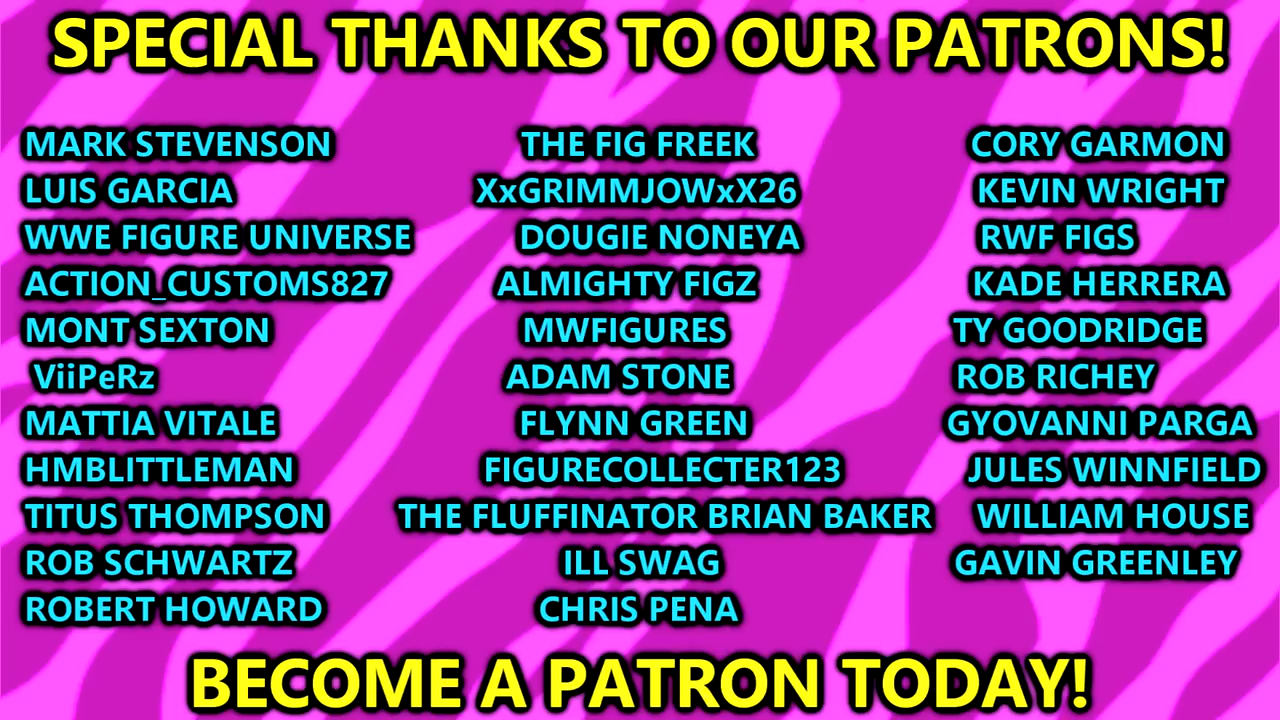 SPECIAL THANKS TO OUR PATRONS!
MARK STEVENSON
LUIS GARCIA
WWE FIGURE UNIVERSE
ACTION_CUSTOMS827
MONT SEXTON
ViiPeRz
MATTIA VITALE
HMBLITTLEMAN
TITUS THOMPSON
ROB SCHWARTZ
ROBERT HOWARD
THE FIG FREEK
XxGRIMMJOWxX26
DOUGIE NONEYA
ALMIGHTY FIGZ
MWFIGURES
ADAM STONE
FLYNN GREEN
FIGURECOLLECTER123
THE FLUFFINATOR BRIAN BAKER
ILL SWAG
CHRIS PENA
CORY GARMON
KEVIN WRIGHT
RWF FIGS
KADE HERRERA
TY GOODRIDGE
ROB RICHEY
GYOVANNI PARGA
JULES WINNFIELD
WILLIAM HOUSE
GAVIN GREENLEY
BECOME A PATRON TODAY!